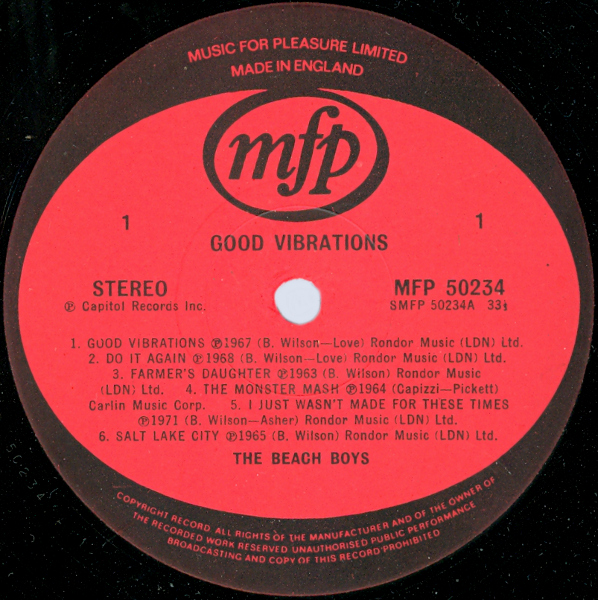 MUSIC FOR PLEASURE LIMITED
MADE IN ENGLAND
mfp
1
1
GOOD VIBRATIONS
STEREO
MFP 50234
℗ Capitol Records Inc.
SMFP 50234A 33⅓
1. GOOD VIBRATIONS ℗1967 (B. Wilson—Love) Rondor Music (LDN) Ltd.
2. DO IT AGAIN ℗1968 (B. Wilson—Love) Rondor Music (LDN) Ltd.
3. FARMER'S DAUGHTER ℗1963 (B. Wilson) Rondor Music
(LDN) Ltd. 4. THE MONSTER MASH ℗1964 (Capizzi—Pickett)
Carlin Music Corp. 5. I JUST WASN'T MADE FOR THESE TIMES
℗1971 (B. Wilson—Asher) Rondor Music (LDN) Ltd.
6. SALT LAKE CITY ℗1965 (B. Wilson) Rondor Music (LDN) Ltd.
THE BEACH BOYS
COPYRIGHT RECORD ALL RIGHTS OF THE MANUFACTURER AND OF THE OWNER OF
THE RECORDED WORK RESERVED UNAUTHORISED PUBLIC PERFORMANCE
BROADCASTING AND COPY OF THIS RECORD PROHIBITED